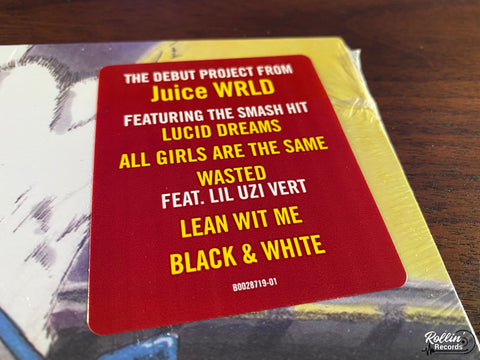 THE DEBUT PROJECT FROM
Juice WRLD
FEATURING THE SMASH HIT
LUCID DREAMS
ALL GIRLS ARE THE SAME
WASTED
FEAT. LIL UZI VERT
LEAN WIT ME
BLACK & WHITE
B0028719-01
Rollin'
Records